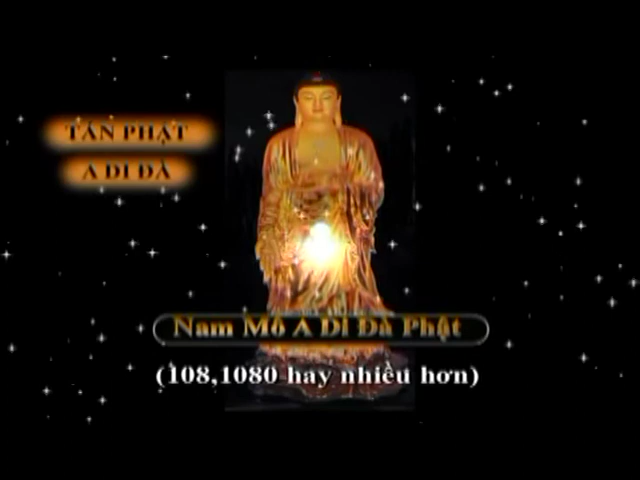 TÁN PHẬT
A DI ĐÀ
Nam Mô A Di Đà Phật
(108,1080 hay nhiều hơn)